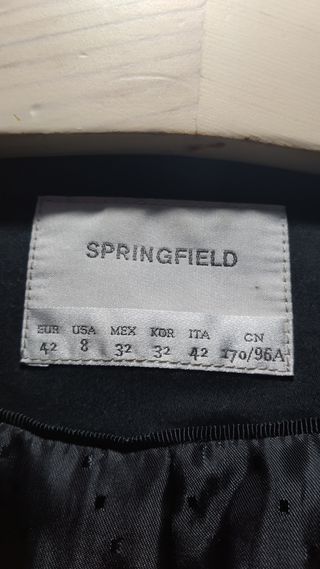 SPRINGFIELD
EUR USA MEX KOR ITA CN
42 8 32 32 42 170/96A